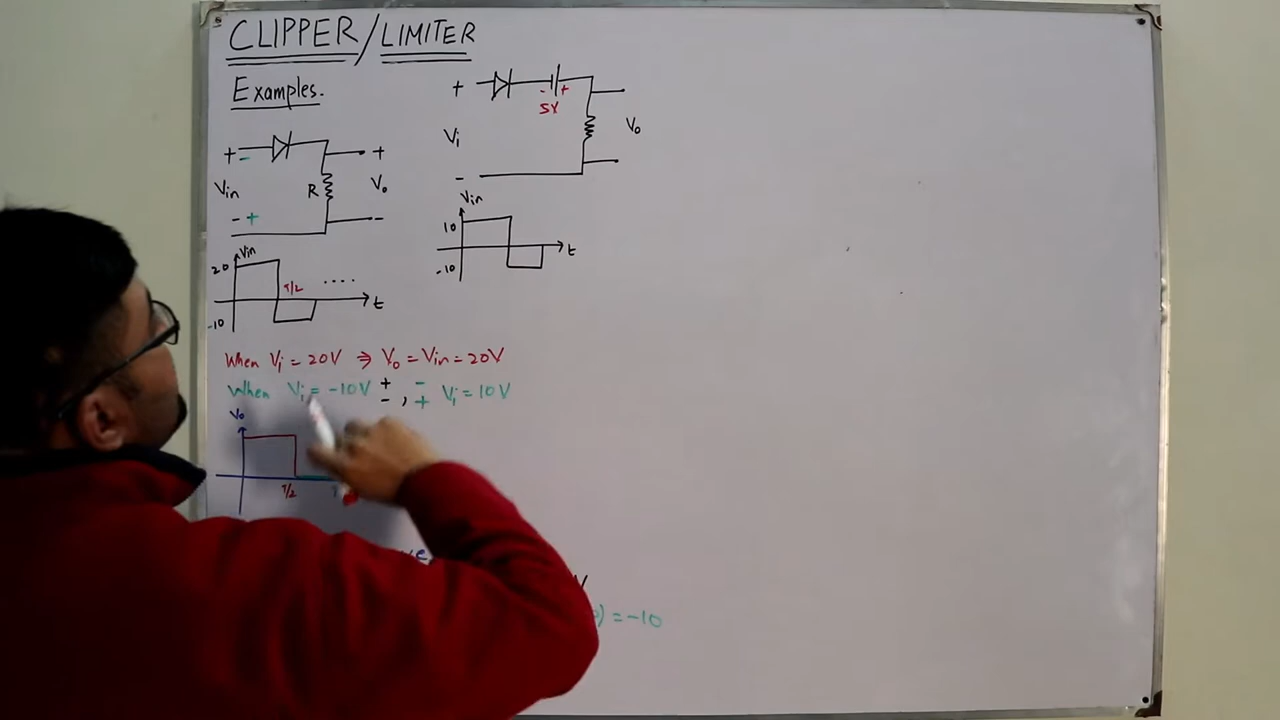 CLIPPER/LIMITER
Examples.
+ - + Vin R Vo - + -
Vin
20
T/2 ....
-10 t
+ - + 5V
Vi Vo
-
Vin
10
-10 t
When Vi = 20V ⇒ Vo = Vin = 20V
When Vi = -10V + - , - + Vi = 10V
Vo
T/2
= -10